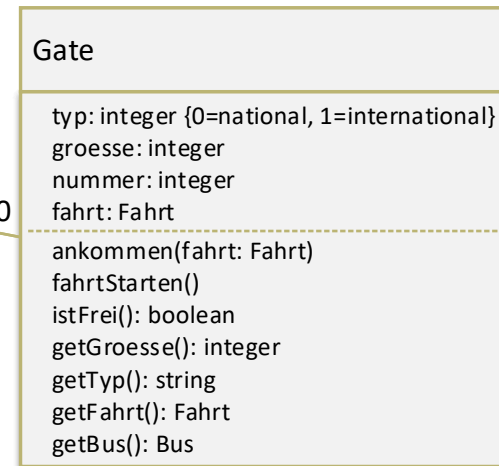 Gate
typ: integer {0=national, 1=international}
groesse: integer
nummer: integer
0
fahrt: Fahrt
ankommen(fahrt: Fahrt)
fahrtStarten()
istFrei(): boolean
getGroesse(): integer
getTyp(): string
getFahrt(): Fahrt
getBus(): Bus